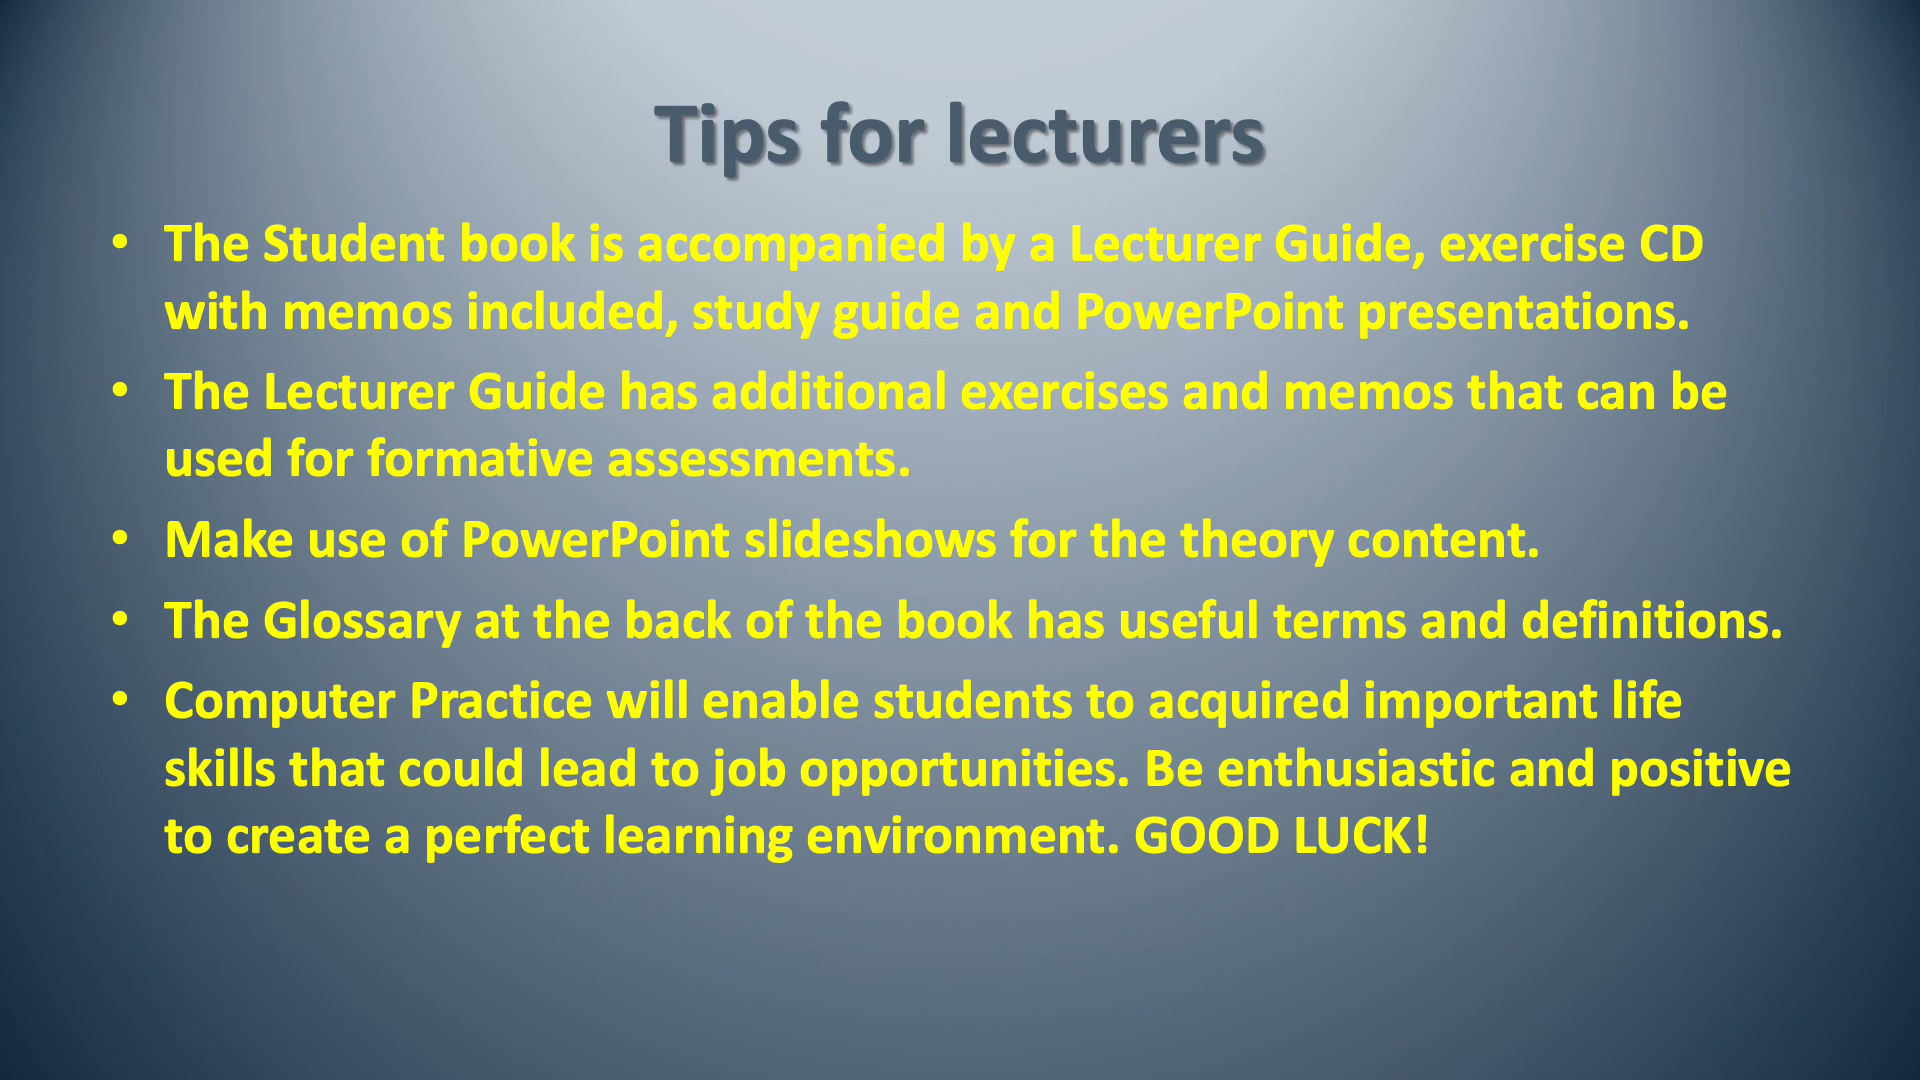 Tips for lecturers
• The Student book is accompanied by a Lecturer Guide, exercise CD
with memos included, study guide and PowerPoint presentations.
• The Lecturer Guide has additional exercises and memos that can be
used for formative assessments.
• Make use of PowerPoint slideshows for the theory content.
• The Glossary at the back of the book has useful terms and definitions.
• Computer Practice will enable students to acquired important life
skills that could lead to job opportunities. Be enthusiastic and positive
to create a perfect learning environment. GOOD LUCK!